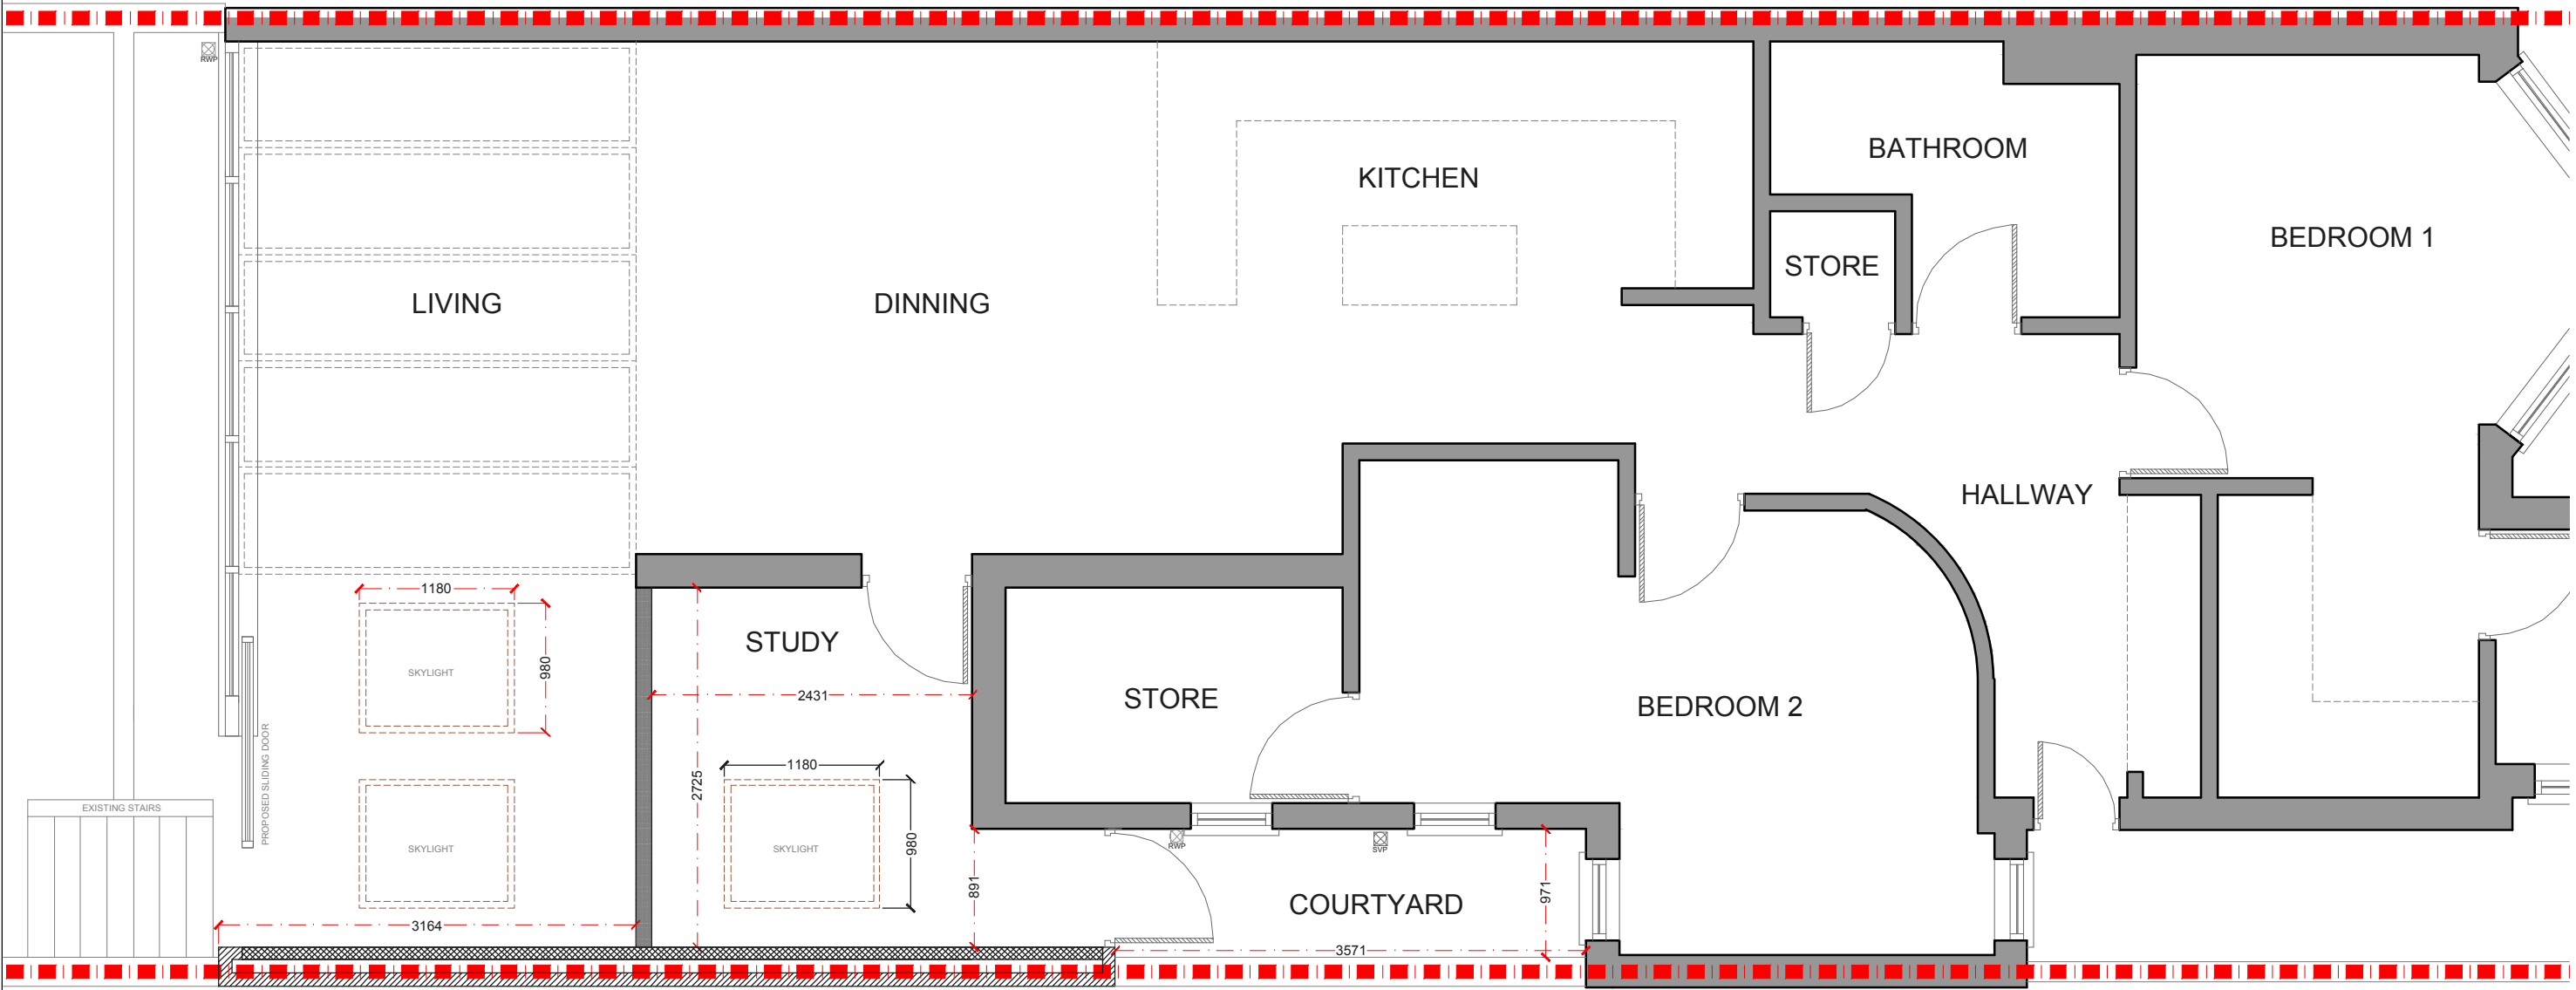 RWP
BATHROOM
KITCHEN
BEDROOM 1
STORE
LIVING
DINNING
HALLWAY
1180
STUDY
980
SKYLIGHT
2431
STORE
BEDROOM 2
PROPOSED SLIDING DOOR
2725
1180
EXISTING STAIRS
SKYLIGHT
SKYLIGHT
980
RWP
SVP
891
971
COURTYARD
3164
3571